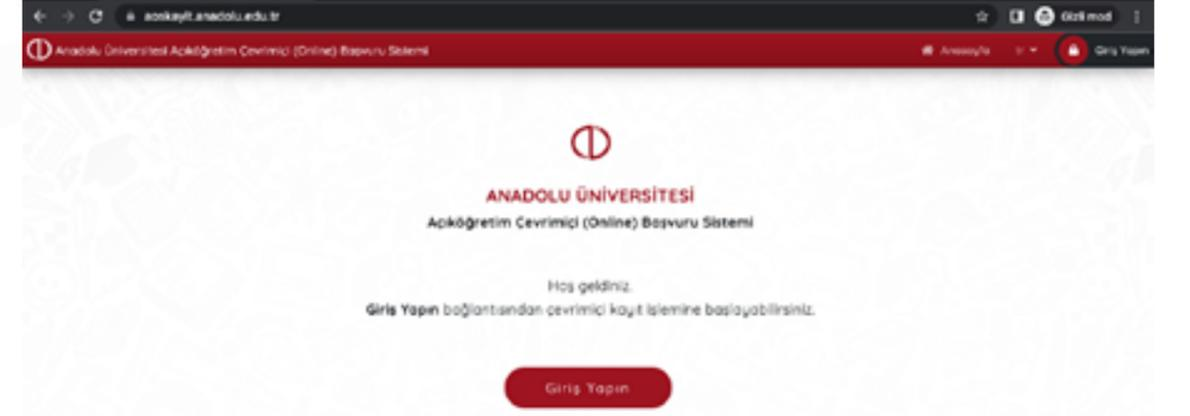 aoskayit.anadolu.edu.tr
Gizli mod
Anadolu Üniversitesi Açıköğretim Çevrimiçi (Online) Başvuru Sistemi
Anasayfa
tr
Giriş Yapın
ANADOLU ÜNİVERSİTESİ
Açıköğretim Çevrimiçi (Online) Başvuru Sistemi
Hoş geldiniz.
Giriş Yapın bağlantısından çevrimiçi kayıt işlemine başlayabilirsiniz.
Giriş Yapın